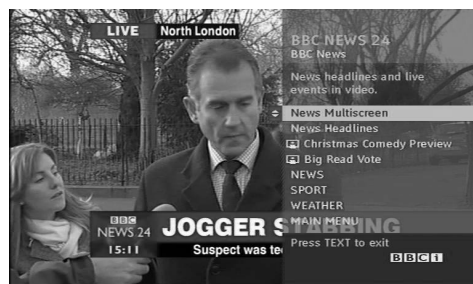 LIVE North London
BBC NEWS 24
BBC News
News headlines and live
events in video.
News Multiscreen
News Headlines
Christmas Comedy Preview
Big Read Vote
NEWS
SPORT
WEATHER
MAIN MENU
Press TEXT to exit
BBCi
BBC
NEWS 24
15:11
JOGGER STABBING
Suspect was